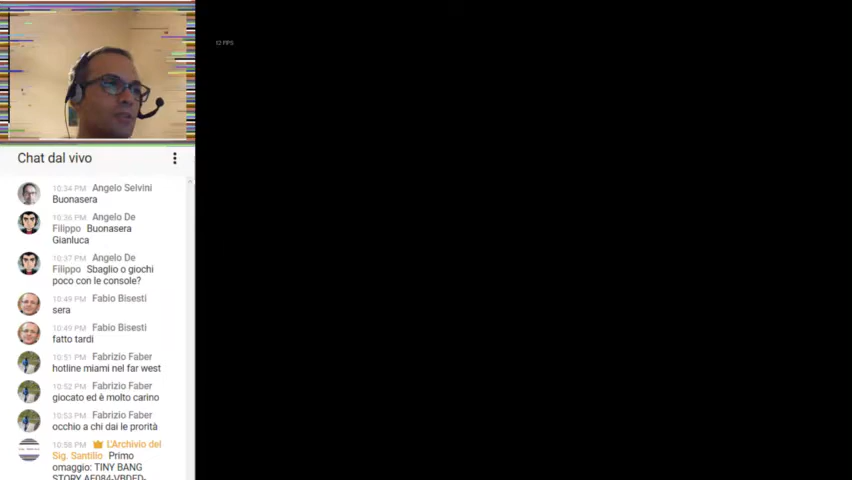 12 FPS
Chat dal vivo
10:34 PM Angelo Selvini
Buonasera
10:36 PM Angelo De
Filippo Buonasera
Gianluca
10:37 PM Angelo De
Filippo Sbaglio o giochi
poco con le console?
10:49 PM Fabio Bisesti
sera
10:49 PM Fabio Bisesti
fatto tardi
10:51 PM Fabrizio Faber
hotline miami nel far west
10:52 PM Fabrizio Faber
giocato ed è molto carino
10:53 PM Fabrizio Faber
occhio a chi dai le prorità
10:58 PM L'Archivio del
Sig. Santilio Primo
omaggio: TINY BANG
STORY AE084-VBDED-